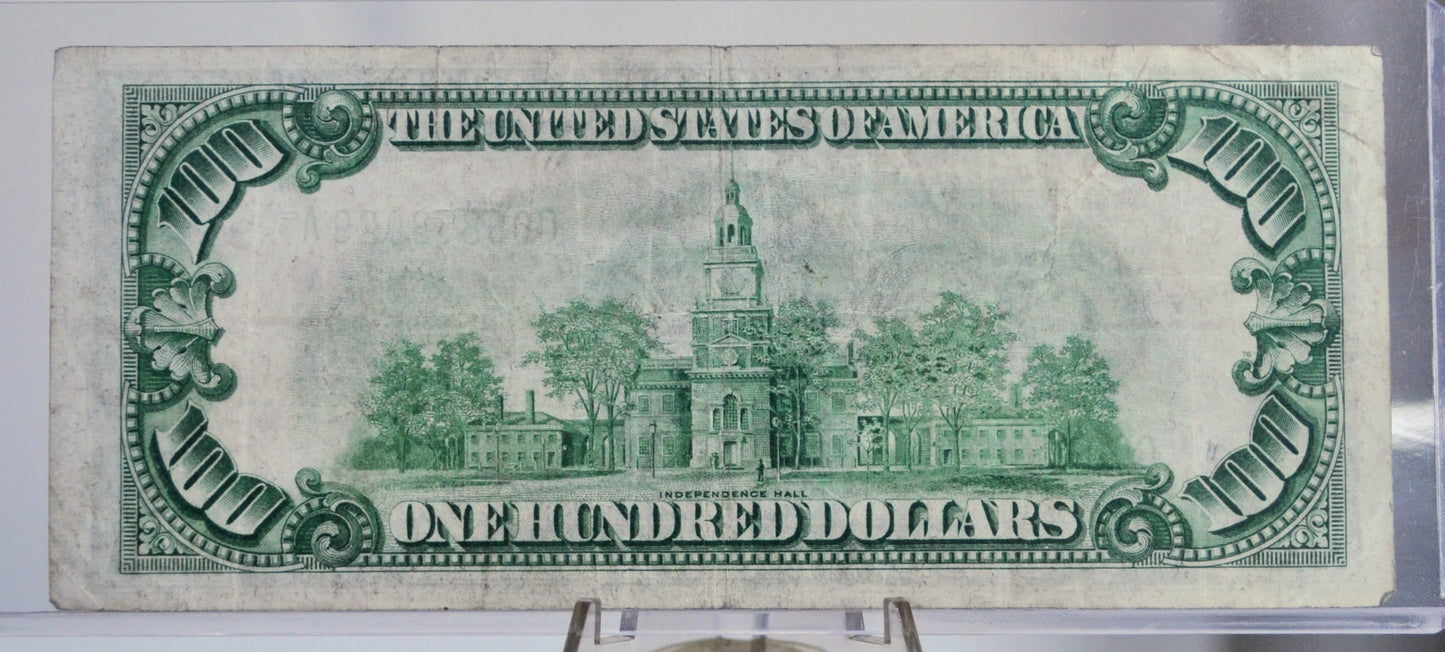 100 THE UNITED STATES OF AMERICA 100
INDEPENDENCE HALL
100 ONE HUNDRED DOLLARS 100